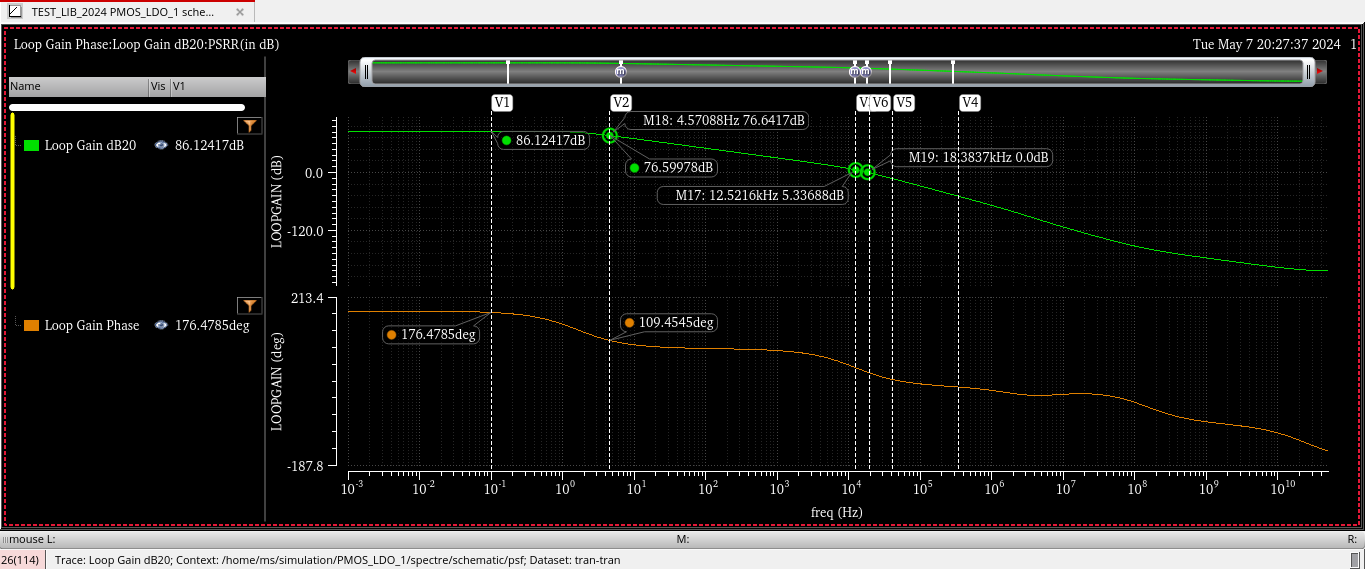 TEST_LIB_2024 PMOS_LDO_1 sche... ×
Loop Gain Phase:Loop Gain dB20:PSRR(in dB)
Tue May 7 20:27:37 2024 1
Name Vis V1
Loop Gain dB20 86.12417dB
Loop Gain Phase 176.4785deg
V1 V2 V V6 V5 V4
M18: 4.57088Hz 76.6417dB
86.12417dB
76.59978dB
M19: 18.3837kHz 0.0dB
M17: 12.5216kHz 5.33688dB
LOOPGAIN (dB)
0.0
-120.0
213.4
109.4545deg
176.4785deg
LOOPGAIN (deg)
-187.8
10-3 10-2 10-1 100 101 102 103 104 105 106 107 108 109 1010
freq (Hz)
mouse L: M: R:
26(114) Trace: Loop Gain dB20; Context: /home/ms/simulation/PMOS_LDO_1/spectre/schematic/psf; Dataset: tran-tran